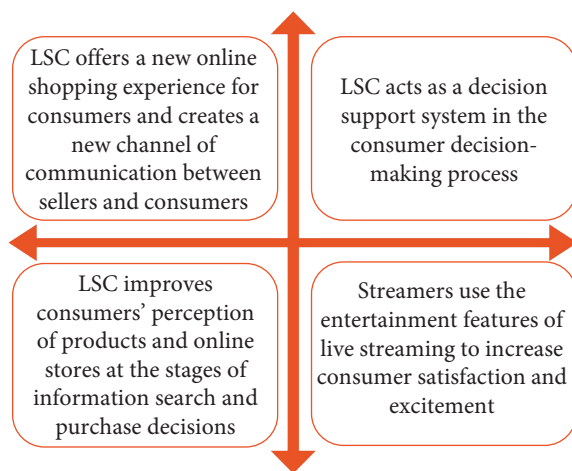 LSC offers a new online
shopping experience for
consumers and creates a
new channel of
communication between
sellers and consumers
LSC acts as a decision
support system in the
consumer decision-
making process
LSC improves
consumers’ perception
of products and online
stores at the stages of
information search and
purchase decisions
Streamers use the
entertainment features of
live streaming to increase
consumer satisfaction and
excitement